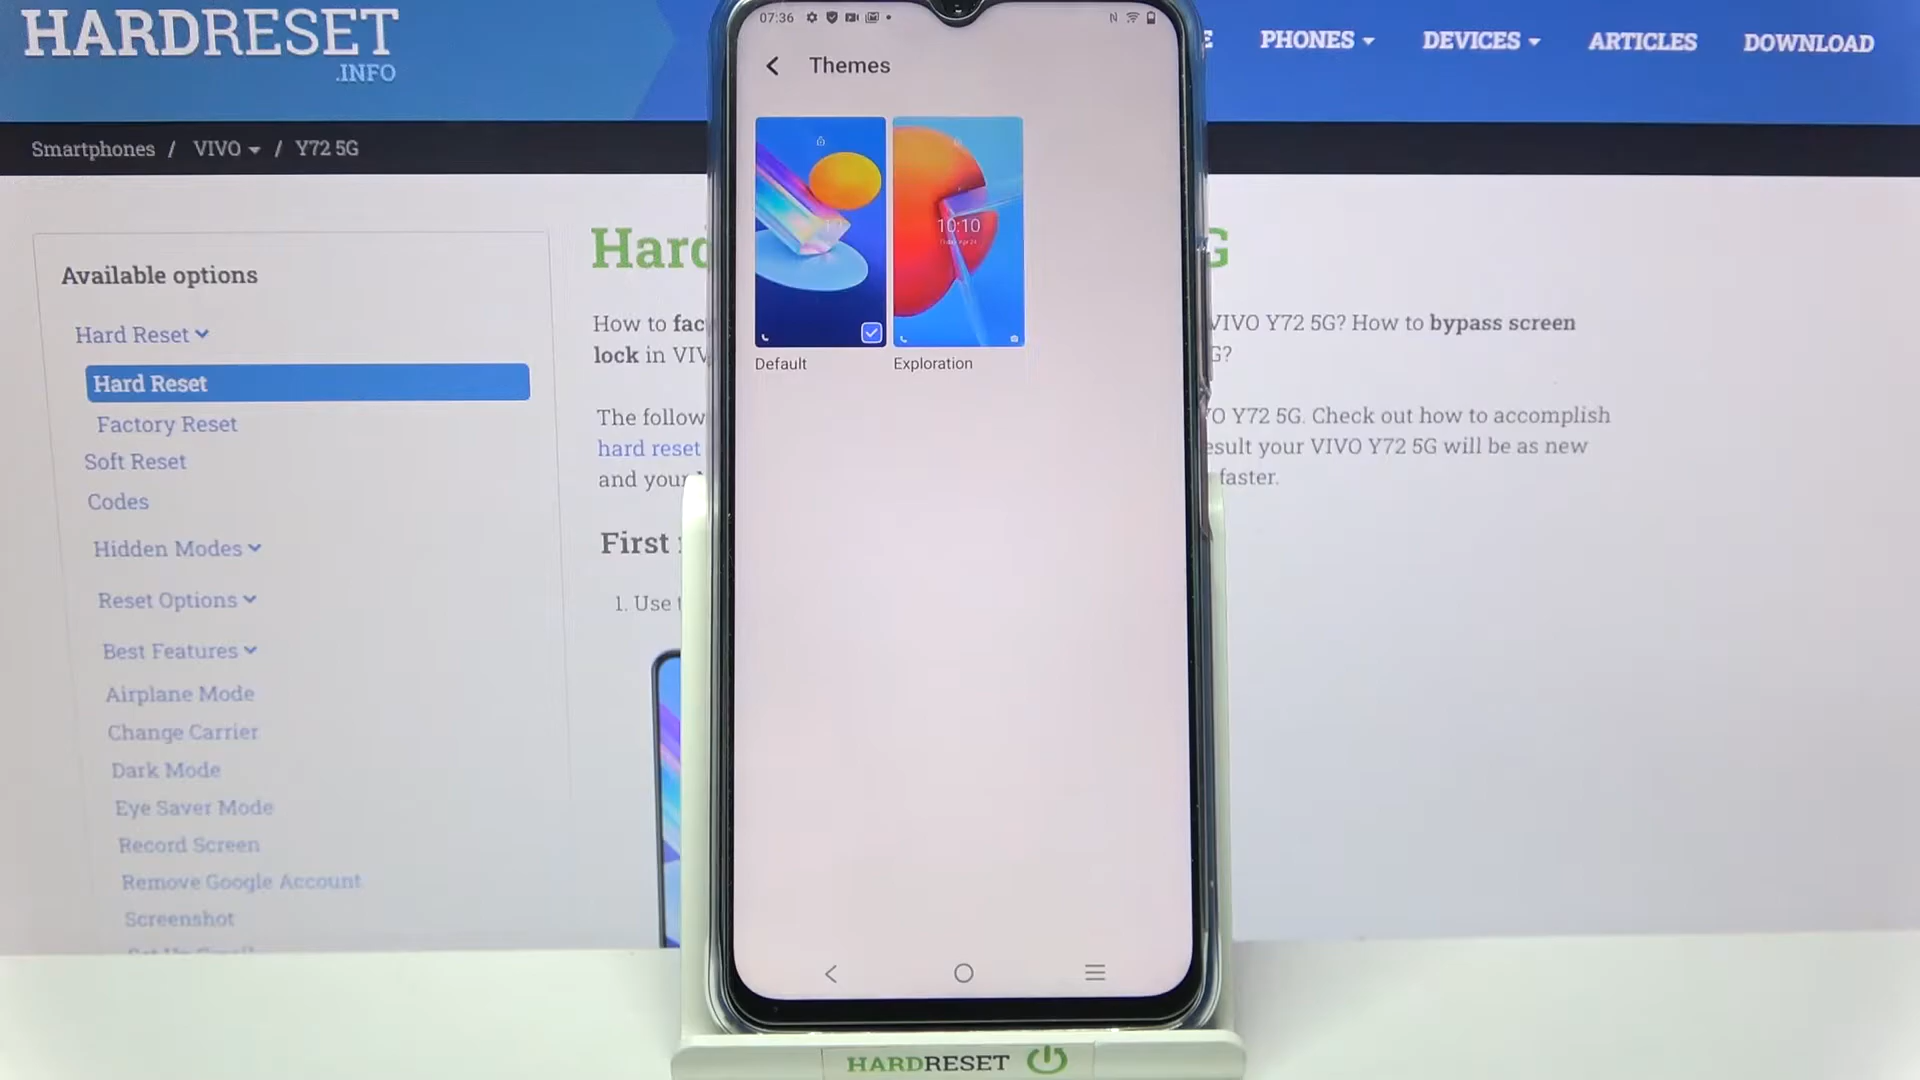 HARDRESET
.INFO
PHONES
DEVICES
ARTICLES
DOWNLOAD
Smartphones / VIVO / Y72 5G
Available options
Hard Reset
Hard Reset
Factory Reset
Soft Reset
Codes
Hidden Modes
Reset Options
Best Features
Airplane Mode
Change Carrier
Dark Mode
Eye Saver Mode
Record Screen
Remove Google Account
Screenshot
Hard
G
How to fac
VIVO Y72 5G? How to bypass screen
lock in VIV
G?
The follow
Y72 5G. Check out how to accomplish
hard reset
esult your VIVO Y72 5G will be as new
and your
faster.
First
1. Use
07:36
Themes
10:10
Default
Exploration
HARDRESET